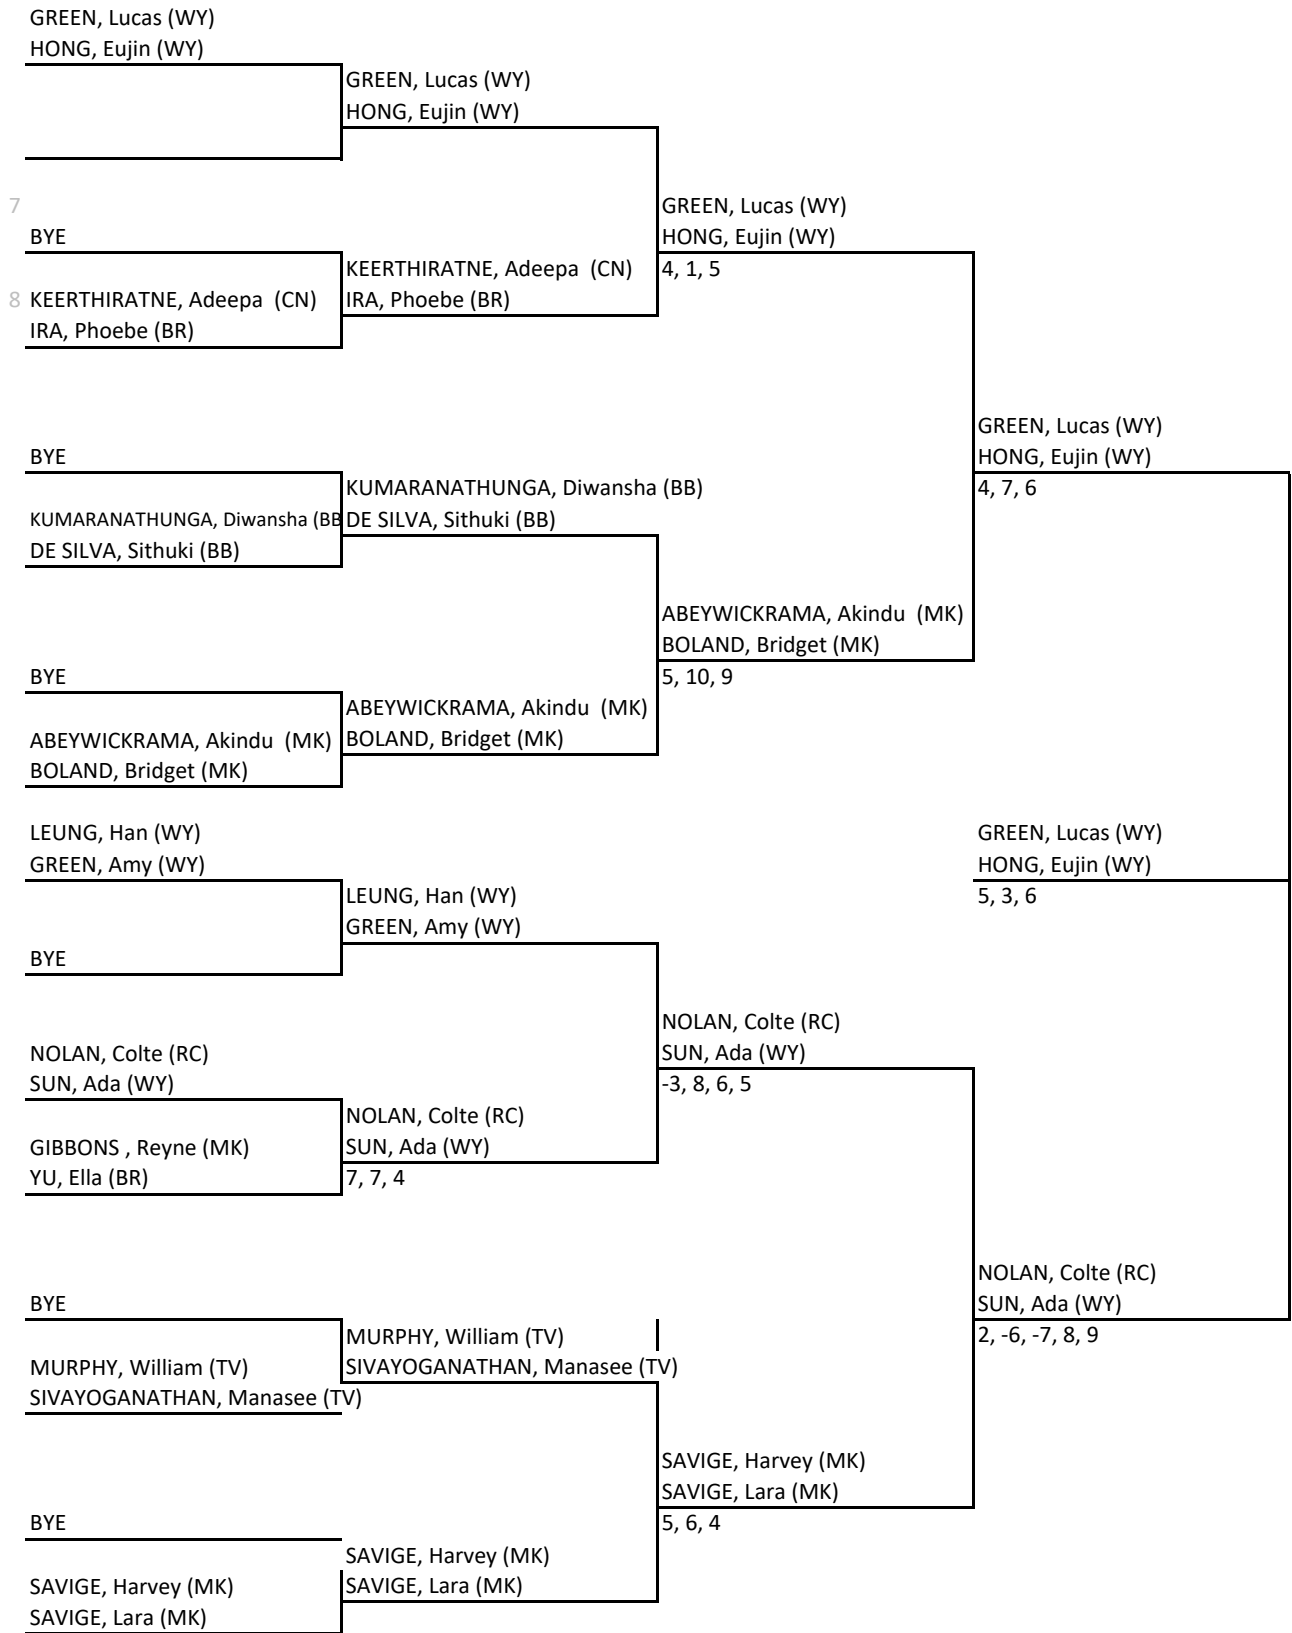 GREEN, Lucas (WY)
HONG, Eujin (WY)
GREEN, Lucas (WY)
HONG, Eujin (WY)
7
GREEN, Lucas (WY)
BYE
HONG, Eujin (WY)
KEERTHIRATNE, Adeepa (CN)
4, 1, 5
8 KEERTHIRATNE, Adeepa (CN)
IRA, Phoebe (BR)
IRA, Phoebe (BR)
GREEN, Lucas (WY)
BYE
HONG, Eujin (WY)
KUMARANATHUNGA, Diwansha (BB)
4, 7, 6
KUMARANATHUNGA, Diwansha (BB
DE SILVA, Sithuki (BB)
DE SILVA, Sithuki (BB)
ABEYWICKRAMA, Akindu (MK)
BOLAND, Bridget (MK)
BYE
5, 10, 9
ABEYWICKRAMA, Akindu (MK)
ABEYWICKRAMA, Akindu (MK)
BOLAND, Bridget (MK)
BOLAND, Bridget (MK)
LEUNG, Han (WY)
GREEN, Lucas (WY)
GREEN, Amy (WY)
HONG, Eujin (WY)
LEUNG, Han (WY)
5, 3, 6
GREEN, Amy (WY)
BYE
NOLAN, Colte (RC)
NOLAN, Colte (RC)
SUN, Ada (WY)
SUN, Ada (WY)
-3, 8, 6, 5
NOLAN, Colte (RC)
GIBBONS , Reyne (MK)
SUN, Ada (WY)
YU, Ella (BR)
7, 7, 4
NOLAN, Colte (RC)
BYE
SUN, Ada (WY)
MURPHY, William (TV)
2, -6, -7, 8, 9
MURPHY, William (TV)
SIVAYOGANATHAN, Manasee (TV)
SIVAYOGANATHAN, Manasee (TV)
SAVIGE, Harvey (MK)
SAVIGE, Lara (MK)
BYE
5, 6, 4
SAVIGE, Harvey (MK)
SAVIGE, Harvey (MK)
SAVIGE, Lara (MK)
SAVIGE, Lara (MK)